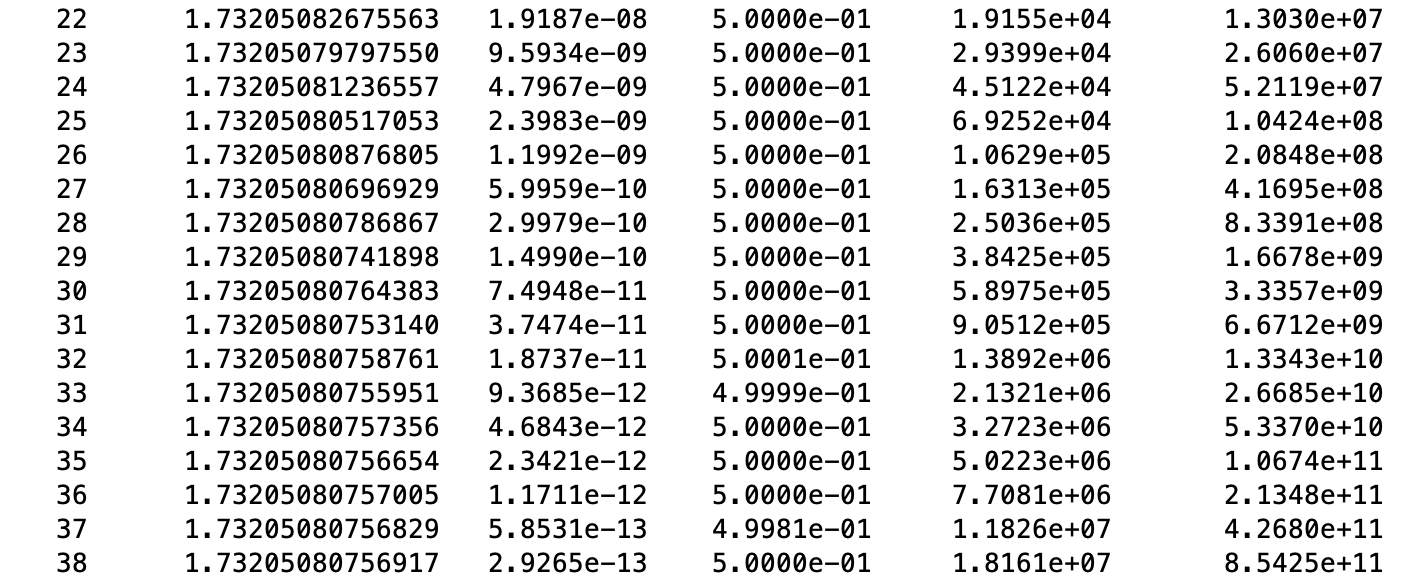 22 1.73205082675563 1.9187e-08 5.0000e-01 1.9155e+04 1.3030e+07
23 1.73205079797550 9.5934e-09 5.0000e-01 2.9399e+04 2.6060e+07
24 1.73205081236557 4.7967e-09 5.0000e-01 4.5122e+04 5.2119e+07
25 1.73205080517053 2.3983e-09 5.0000e-01 6.9252e+04 1.0424e+08
26 1.73205080876805 1.1992e-09 5.0000e-01 1.0629e+05 2.0848e+08
27 1.73205080696929 5.9959e-10 5.0000e-01 1.6313e+05 4.1695e+08
28 1.73205080786867 2.9979e-10 5.0000e-01 2.5036e+05 8.3391e+08
29 1.73205080741898 1.4990e-10 5.0000e-01 3.8425e+05 1.6678e+09
30 1.73205080764383 7.4948e-11 5.0000e-01 5.8975e+05 3.3357e+09
31 1.73205080753140 3.7474e-11 5.0000e-01 9.0512e+05 6.6712e+09
32 1.73205080758761 1.8737e-11 5.0001e-01 1.3892e+06 1.3343e+10
33 1.73205080755951 9.3685e-12 4.9999e-01 2.1321e+06 2.6685e+10
34 1.73205080757356 4.6843e-12 5.0000e-01 3.2723e+06 5.3370e+10
35 1.73205080756654 2.3421e-12 5.0000e-01 5.0223e+06 1.0674e+11
36 1.73205080757005 1.1711e-12 5.0000e-01 7.7081e+06 2.1348e+11
37 1.73205080756829 5.8531e-13 4.9981e-01 1.1826e+07 4.2680e+11
38 1.73205080756917 2.9265e-13 5.0000e-01 1.8161e+07 8.5425e+11